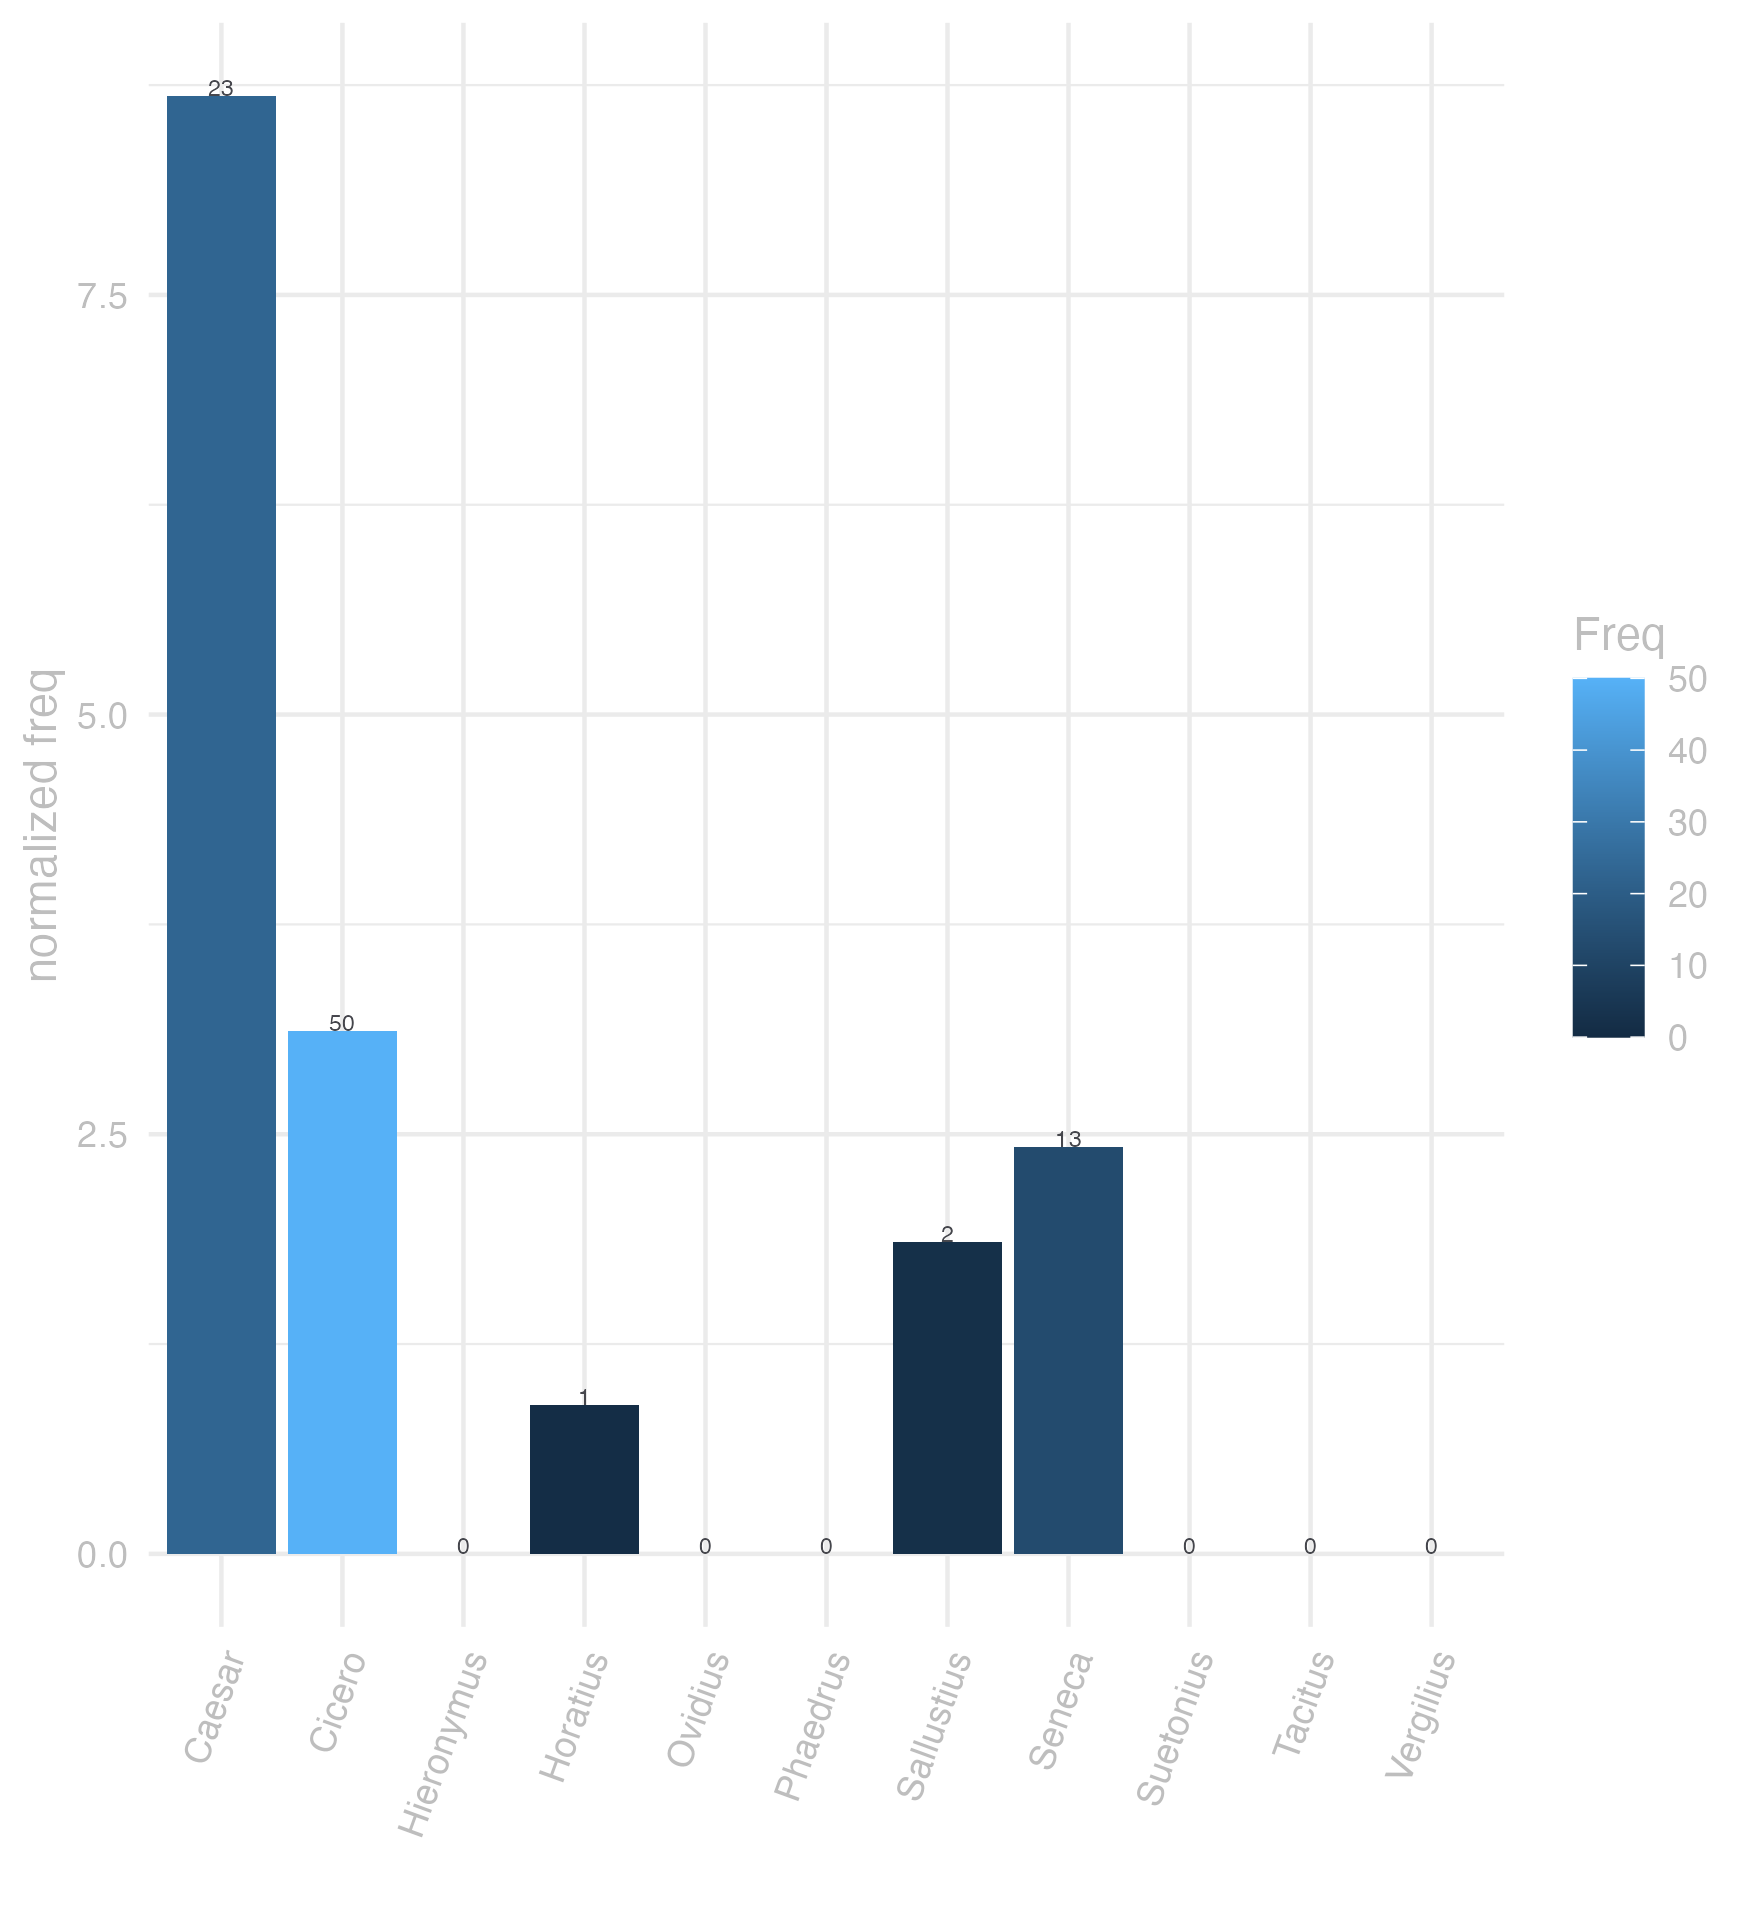 23
7.5
5.0
2.5
0.0
50
0
1
0
0
2
13
0
0
0
normalized freq
Caesar
Cicero
Hieronymus
Horatius
Ovidius
Phaedrus
Sallustius
Seneca
Suetonius
Tacitus
Vergilius
Freq
50
40
30
20
10
0